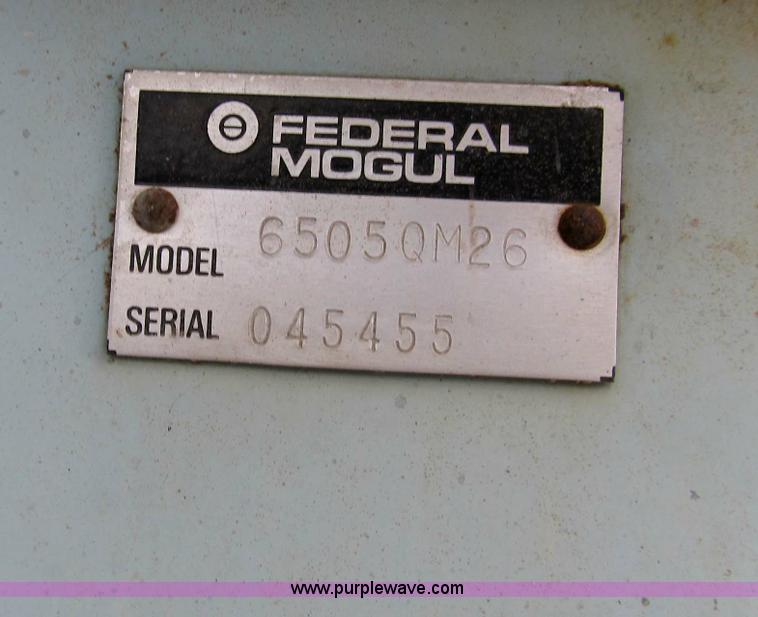 FEDERAL
MOGUL
MODEL 6505QM26
SERIAL 045455
www.purplewave.com